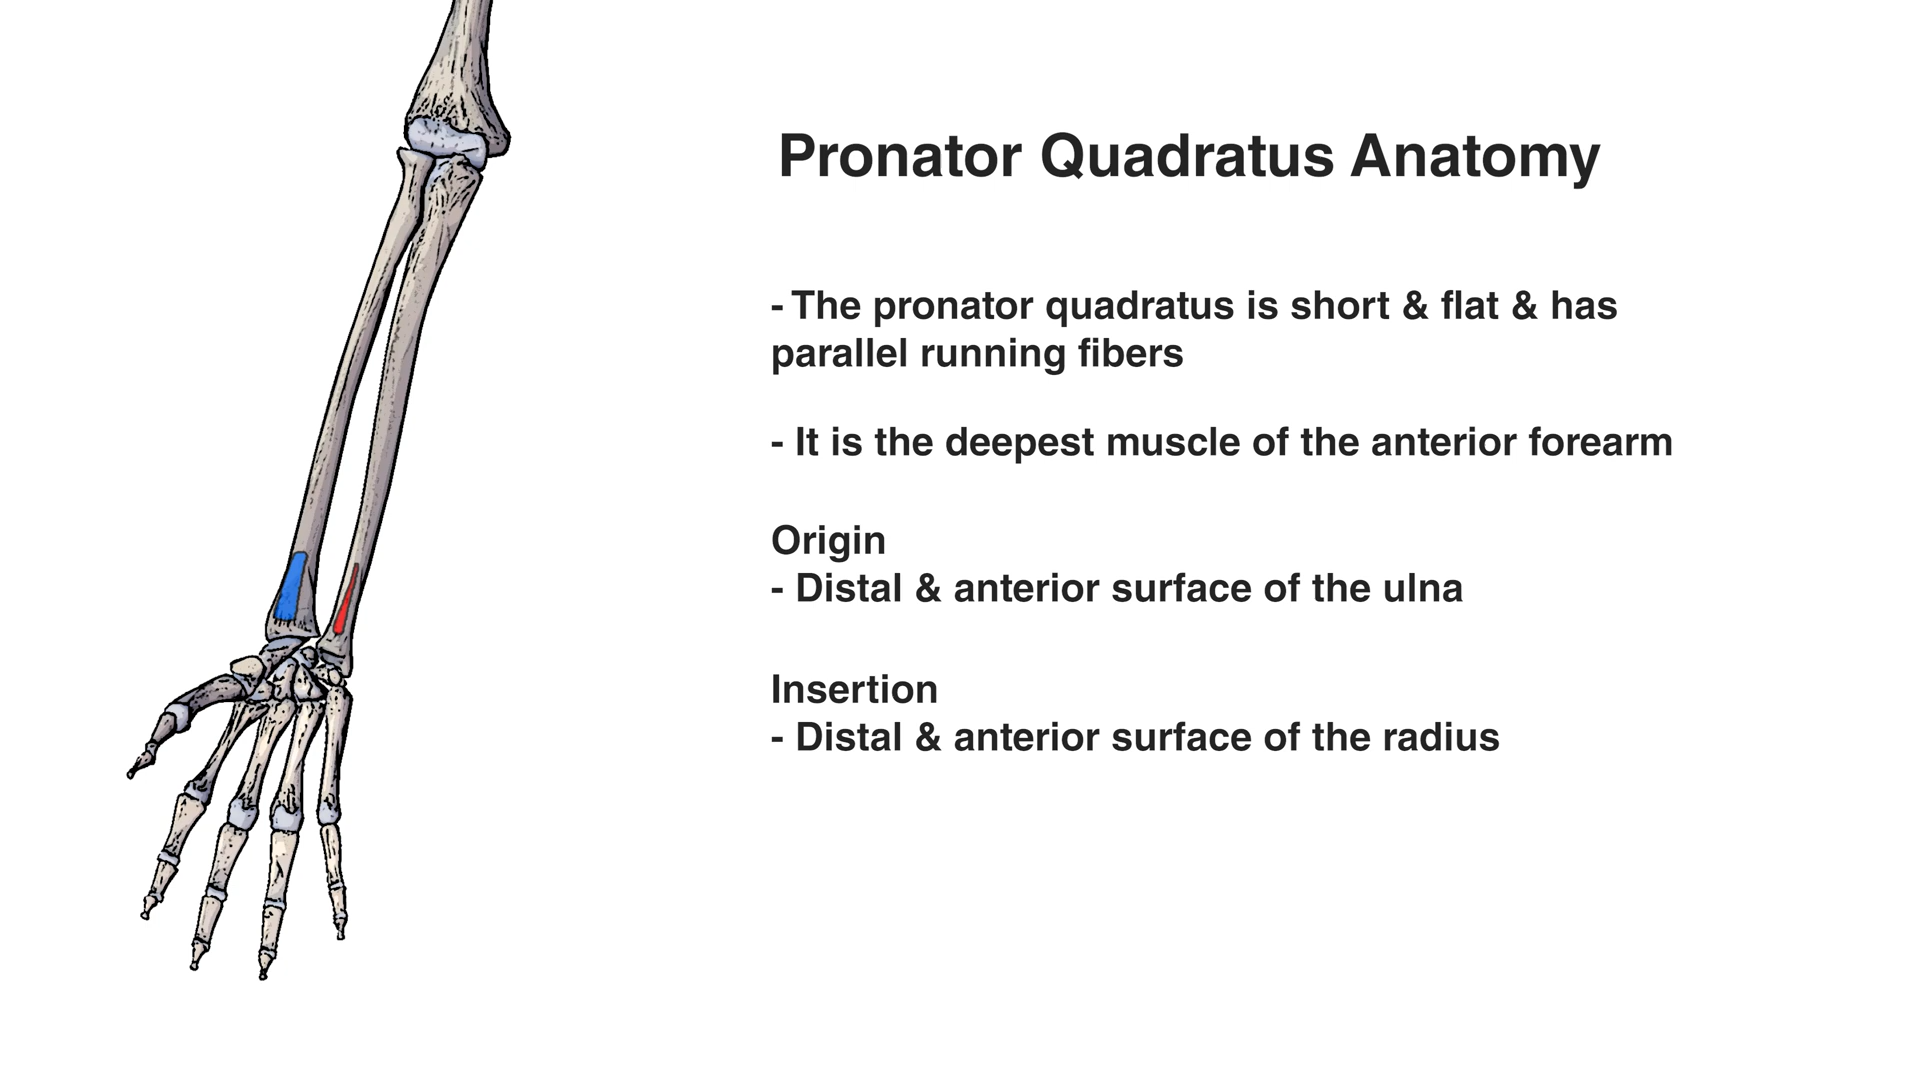 Pronator Quadratus Anatomy
- The pronator quadratus is short & flat & has
parallel running fibers
- It is the deepest muscle of the anterior forearm
Origin
- Distal & anterior surface of the ulna
Insertion
- Distal & anterior surface of the radius